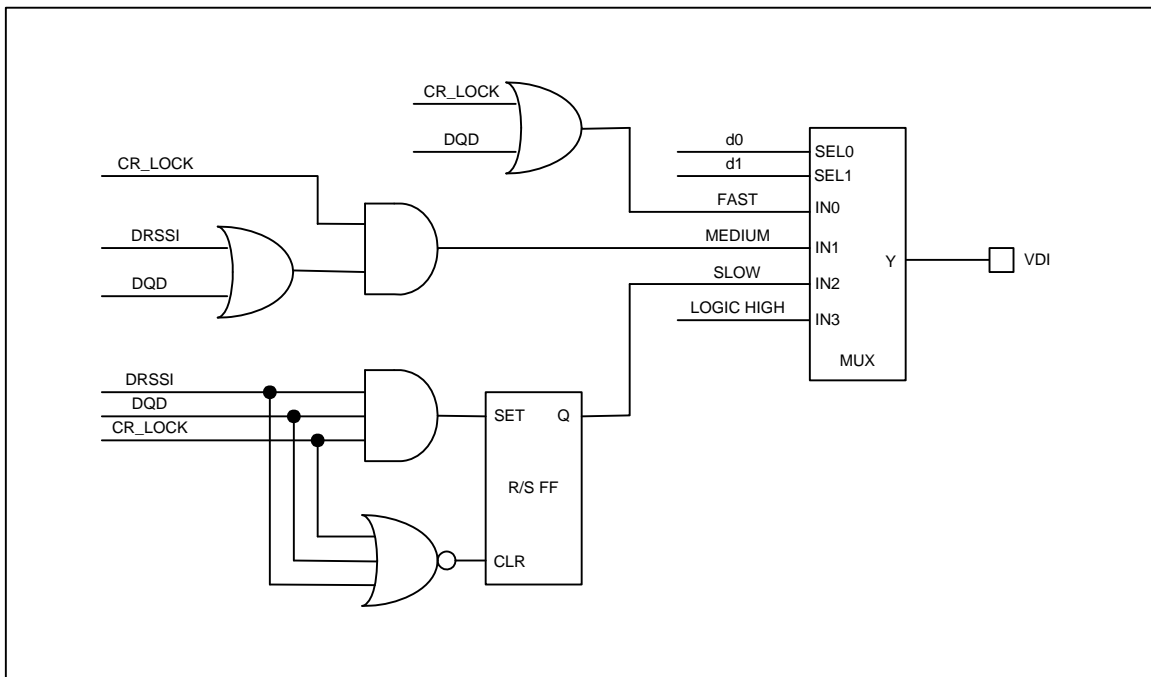 CR_LOCK
DQD
CR_LOCK
DRSSI
DQD
d0
d1
FAST
MEDIUM
SLOW
LOGIC HIGH
SEL0
SEL1
IN0
IN1
IN2
IN3
Y
MUX
VDI
DRSSI
DQD
CR_LOCK
SET
Q
R/S FF
CLR